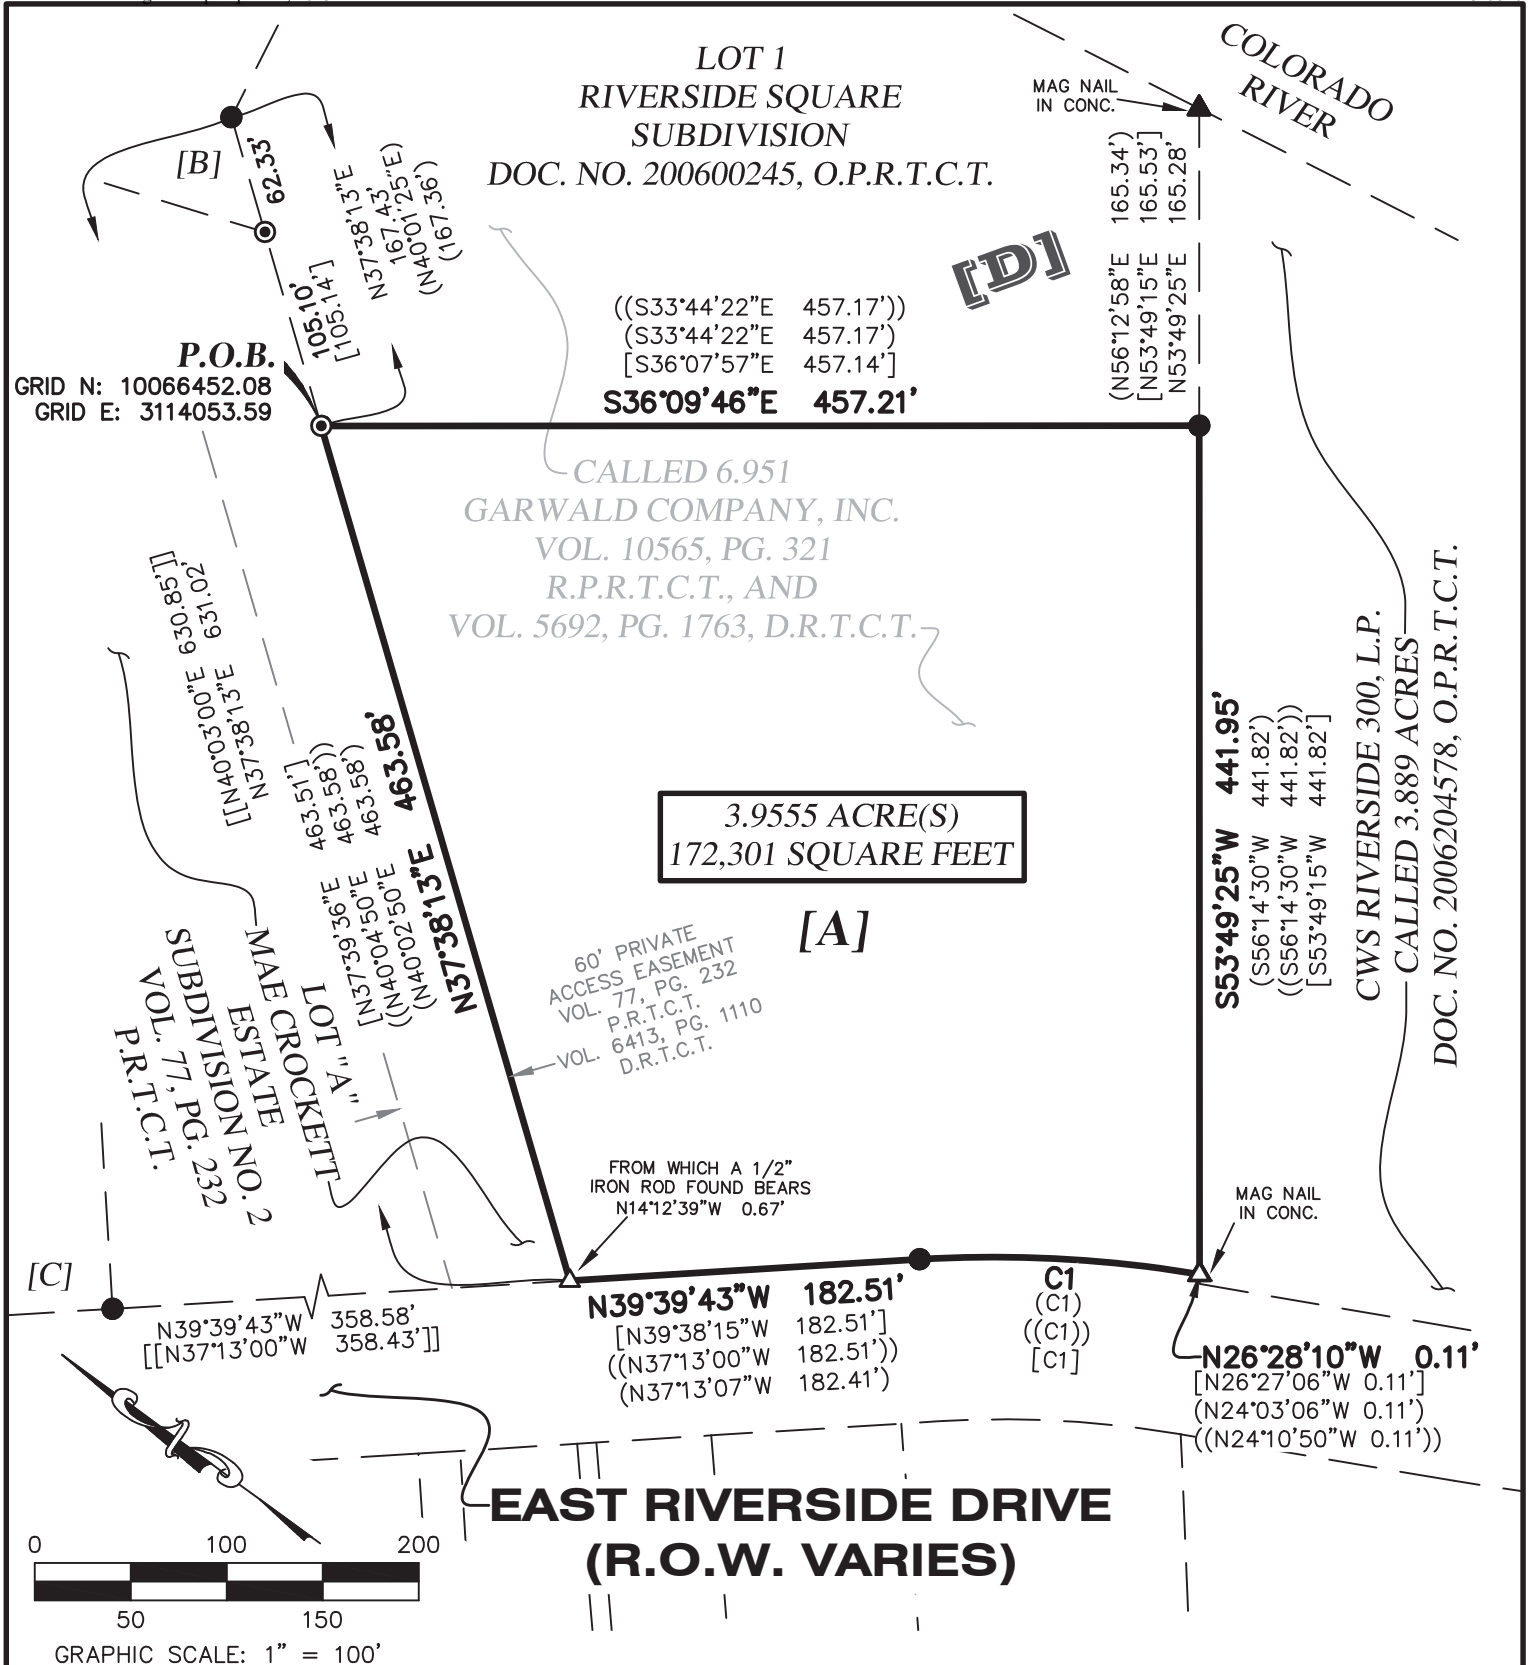 LOT 1
RIVERSIDE SQUARE
SUBDIVISION
DOC. NO. 200600245, O.P.R.T.C.T.
COLORADO
RIVER
MAG NAIL
IN CONC.
(N56°12'58"E 165.34')
[N53°49'15"E 165.53']
N53°49'25"E 165.28'
[B]
62.33'
N37°38'13"E
167.43'
(N40°01'25"E)
(167.36')
105.10'
[105.14']
[D]
((S33°44'22"E 457.17'))
(S33°44'22"E 457.17')
[S36°07'57"E 457.14']
S36°09'46"E 457.21'
P.O.B.
GRID N: 10066452.08
GRID E: 3114053.59
CALLED 6.951
GARWALD COMPANY, INC.
VOL. 10565, PG. 321
R.P.R.T.C.T., AND
VOL. 5692, PG. 1763, D.R.T.C.T.
[[N40°03'00"E 630.85']]
N37°38'13"E 631.02'
[N37°39'36"E 463.51']
((N40°04'50"E 463.58'))
(N40°02'50"E 463.58')
N37°38'13"E 463.58'
3.9555 ACRE(S)
172,301 SQUARE FEET
[A]
S53°49'25"W 441.95'
(S56°14'30"W 441.82')
((S56°14'30"W 441.82'))
[S53°49'15"W 441.82']
CWS RIVERSIDE 300, L.P.
CALLED 3.889 ACRES
DOC. NO. 2006204578, O.P.R.T.C.T.
60' PRIVATE
ACCESS EASEMENT
VOL. 77, PG. 232
P.R.T.C.T.
VOL. 6413, PG. 1110
D.R.T.C.T.
LOT "A"
MAE CROCKETT
ESTATE
SUBDIVISION NO. 2
VOL. 77, PG. 232
P.R.T.C.T.
FROM WHICH A 1/2"
IRON ROD FOUND BEARS
N14°12'39"W 0.67'
MAG NAIL
IN CONC.
[C]
N39°39'43"W 358.58'
[[N37°13'00"W 358.43']]
N39°39'43"W 182.51'
[N39°38'15"W 182.51']
((N37°13'00"W 182.51'))
(N37°13'07"W 182.41')
C1
(C1)
((C1))
[C1]
N26°28'10"W 0.11'
[N26°27'06"W 0.11']
(N24°03'06"W 0.11')
((N24°10'50"W 0.11'))
EAST RIVERSIDE DRIVE
(R.O.W. VARIES)
0 100 200
50 150
GRAPHIC SCALE: 1" = 100'